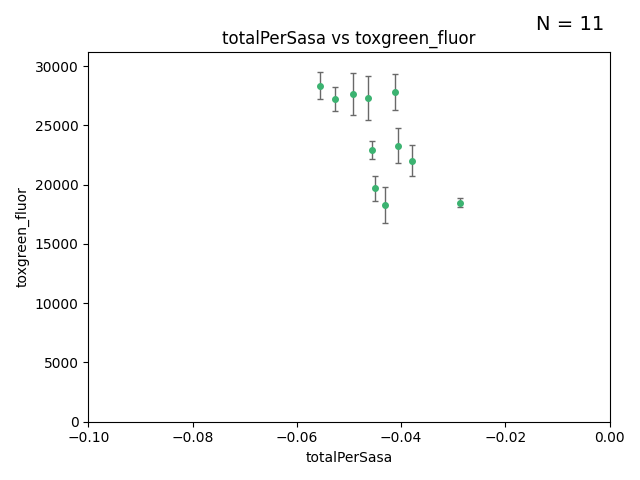 N = 11
totalPerSasa vs toxgreen_fluor
30000
25000
20000
15000
10000
5000
0
toxgreen_fluor
−0.10 −0.08 −0.06 −0.04 −0.02 0.00
totalPerSasa